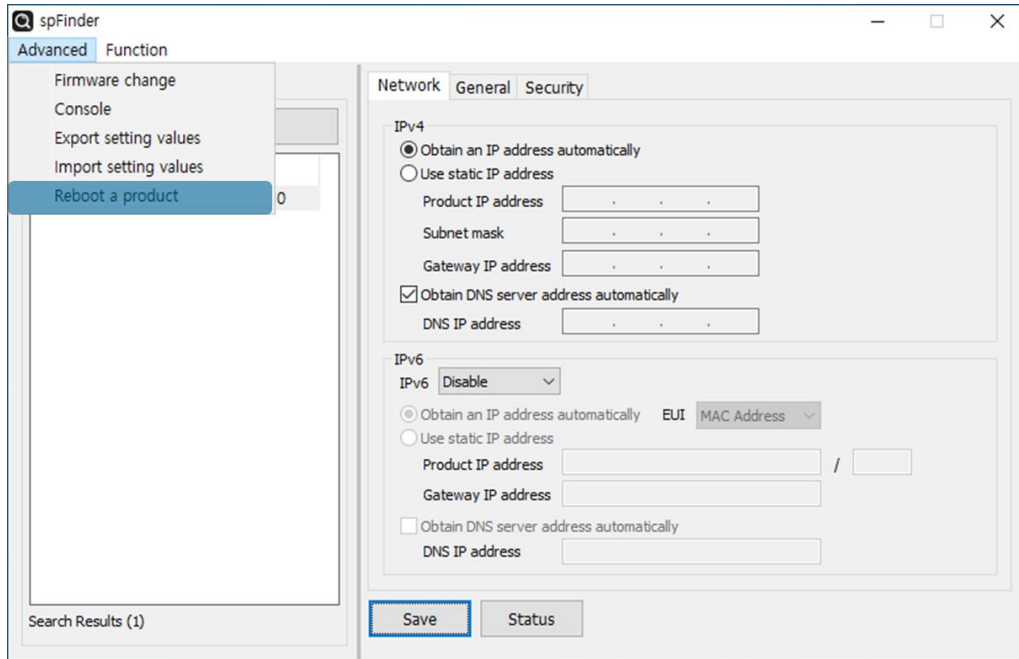 spFinder
Advanced Function
Firmware change
Console
Export setting values
Import setting values
Reboot a product
0
Search Results (1)
Network General Security
IPv4
Obtain an IP address automatically
Use static IP address
Product IP address . . .
Subnet mask . . .
Gateway IP address . . .
Obtain DNS server address automatically
DNS IP address . . .
IPv6
IPv6 Disable
Obtain an IP address automatically EUI MAC Address
Use static IP address
Product IP address /
Gateway IP address
Obtain DNS server address automatically
DNS IP address
Save Status